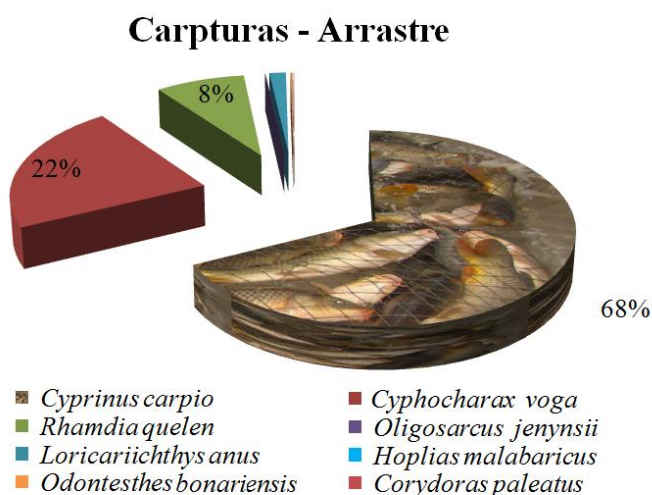 Carpturas - Arrastre
8%
22%
68%
Cyprinus carpio
Cyphocharax voga
Rhamdia quelen
Oligosarcus jenynsii
Loricariichthys anus
Hoplias malabaricus
Odontesthes bonariensis
Corydoras paleatus